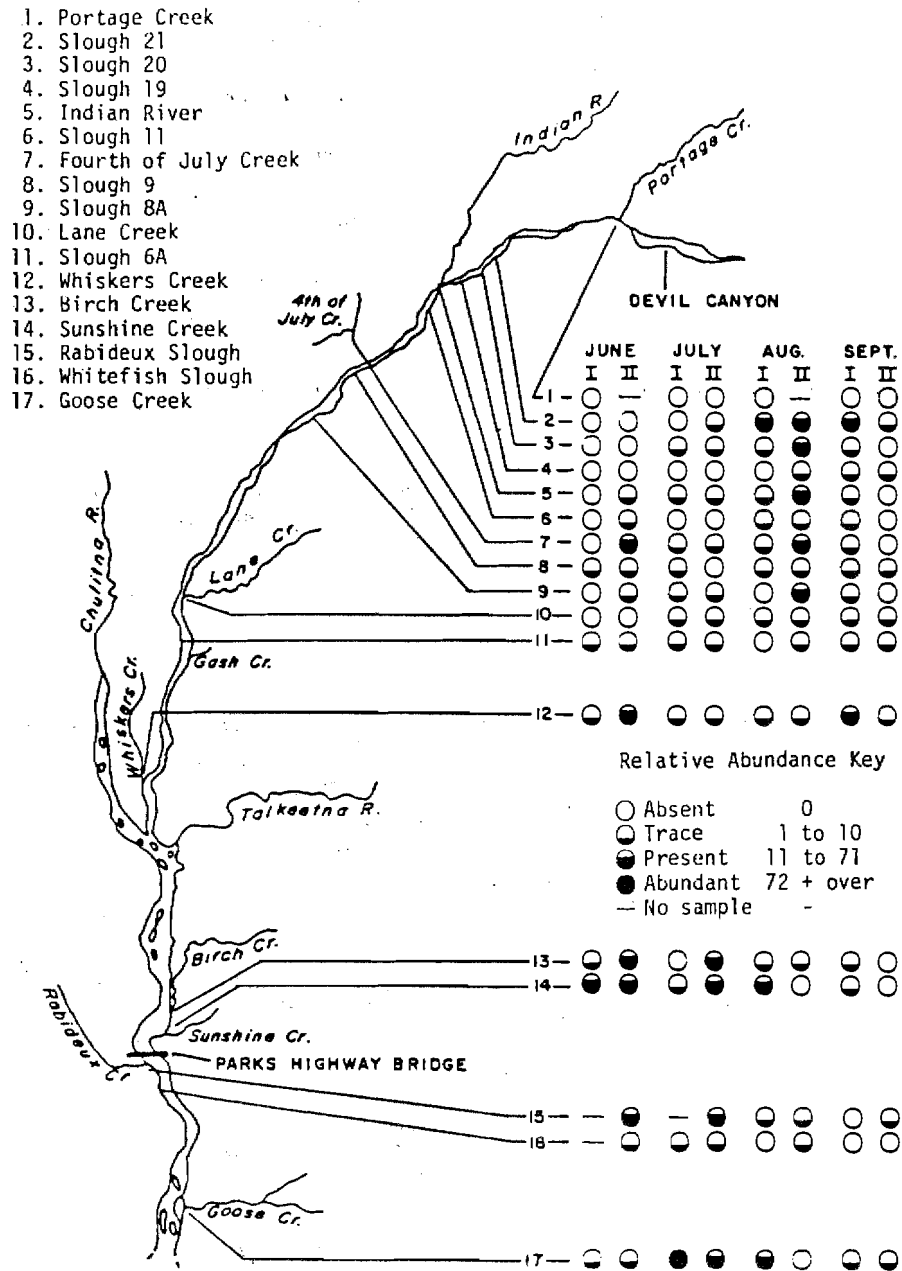 1. Portage Creek
2. Slough 21
3. Slough 20
4. Slough 19
5. Indian River
6. Slough 11
7. Fourth of July Creek
8. Slough 9
9. Slough 8A
10. Lane Creek
11. Slough 6A
12. Whiskers Creek
13. Birch Creek
14. Sunshine Creek
15. Rabideux Slough
16. Whitefish Slough
17. Goose Creek
Indian R
Portage Cr.
DEVIL CANYON
4th of
July Cr.
JUNE JULY AUG. SEPT.
I II I II I II I II
1
2
3
4
5
6
7
8
9
10
11
Chulitna R.
Lane Cr.
Gash Cr.
Whiskers Cr.
12
Relative Abundance Key
Absent 0
Trace 1 to 10
Present 11 to 71
Abundant 72 + over
— No sample -
Talkeetna R.
Birch Cr.
13
14
Rabideux Cr
Sunshine Cr.
PARKS HIGHWAY BRIDGE
15
18
Goose Cr.
17